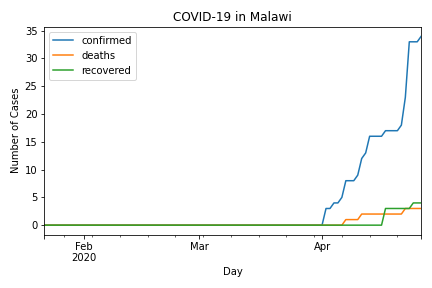 COVID-19 in Malawi
confirmed
deaths
recovered
Number of Cases
35
30
25
20
15
10
5
0
Feb
2020
Mar
Apr
Day